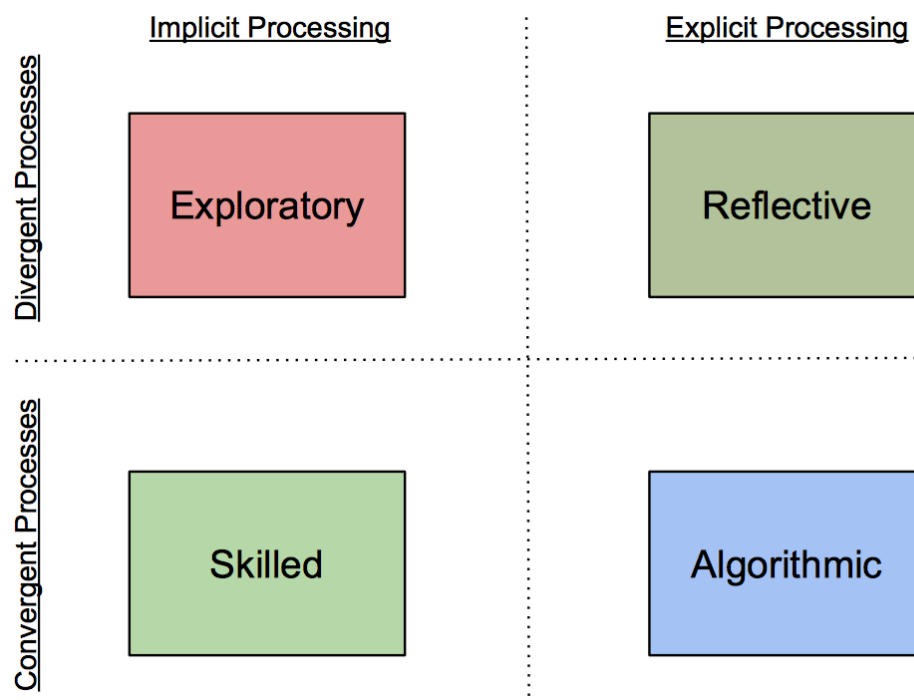 Implicit Processing
Explicit Processing
Divergent Processes
Exploratory
Reflective
Convergent Processes
Skilled
Algorithmic